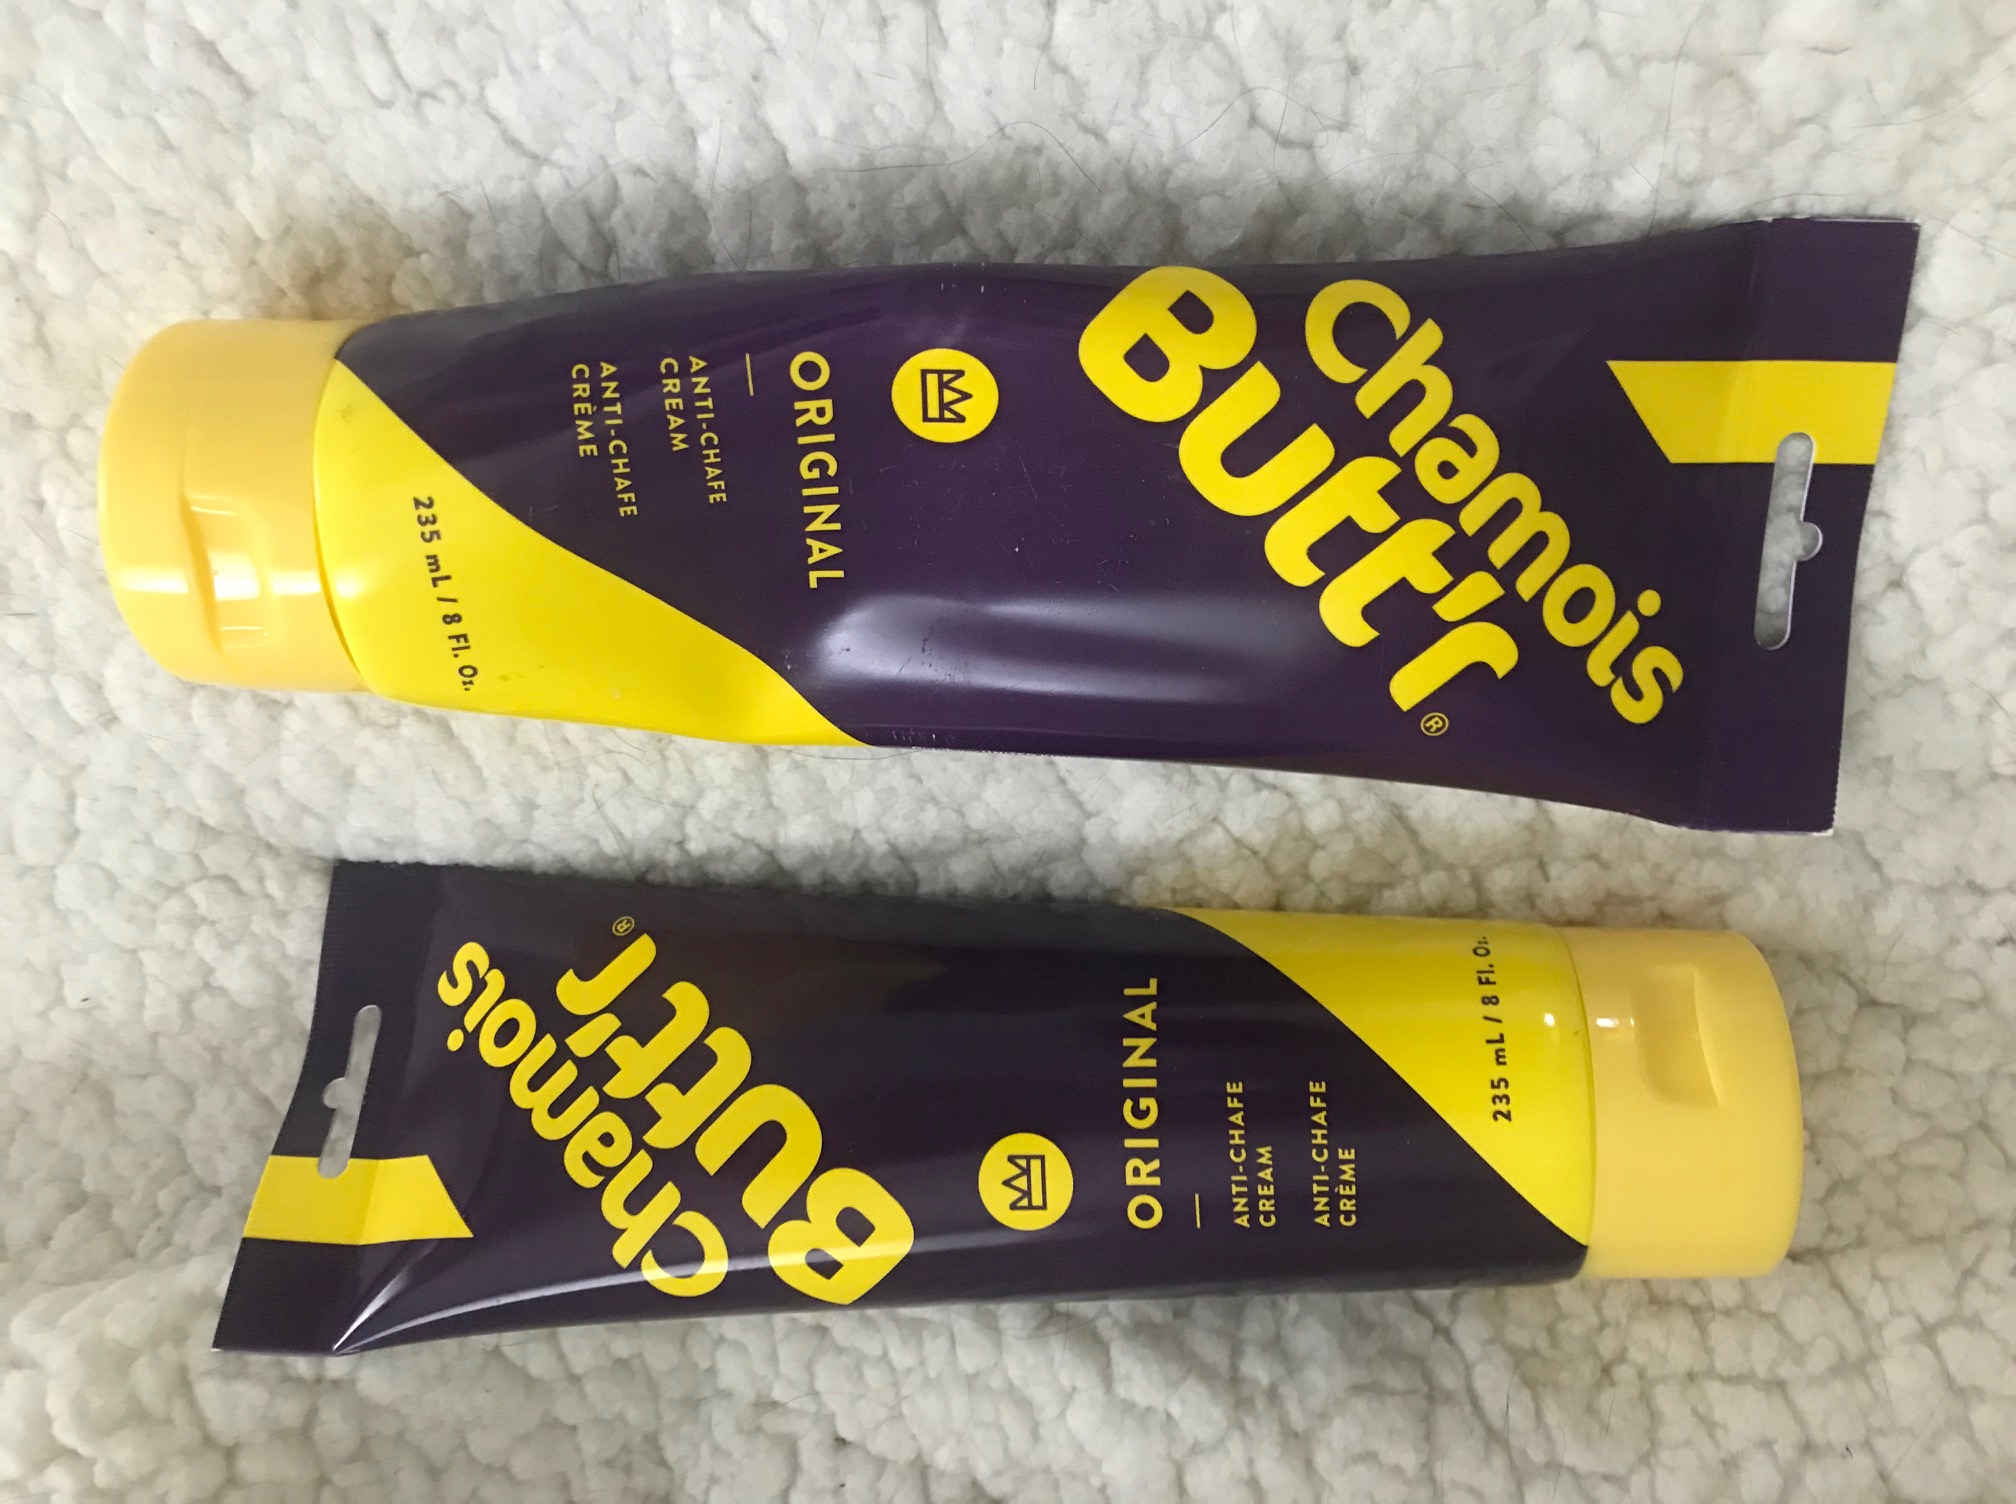 Chamois
Butt'r®
ORIGINAL
ANTI-CHAFE
CREAM
ANTI-CHAFE
CRÈME
235 mL / 8 Fl. Oz.
Chamois
Butt'r®
ORIGINAL
ANTI-CHAFE
CREAM
ANTI-CHAFE
CRÈME
235 mL / 8 Fl. Oz.